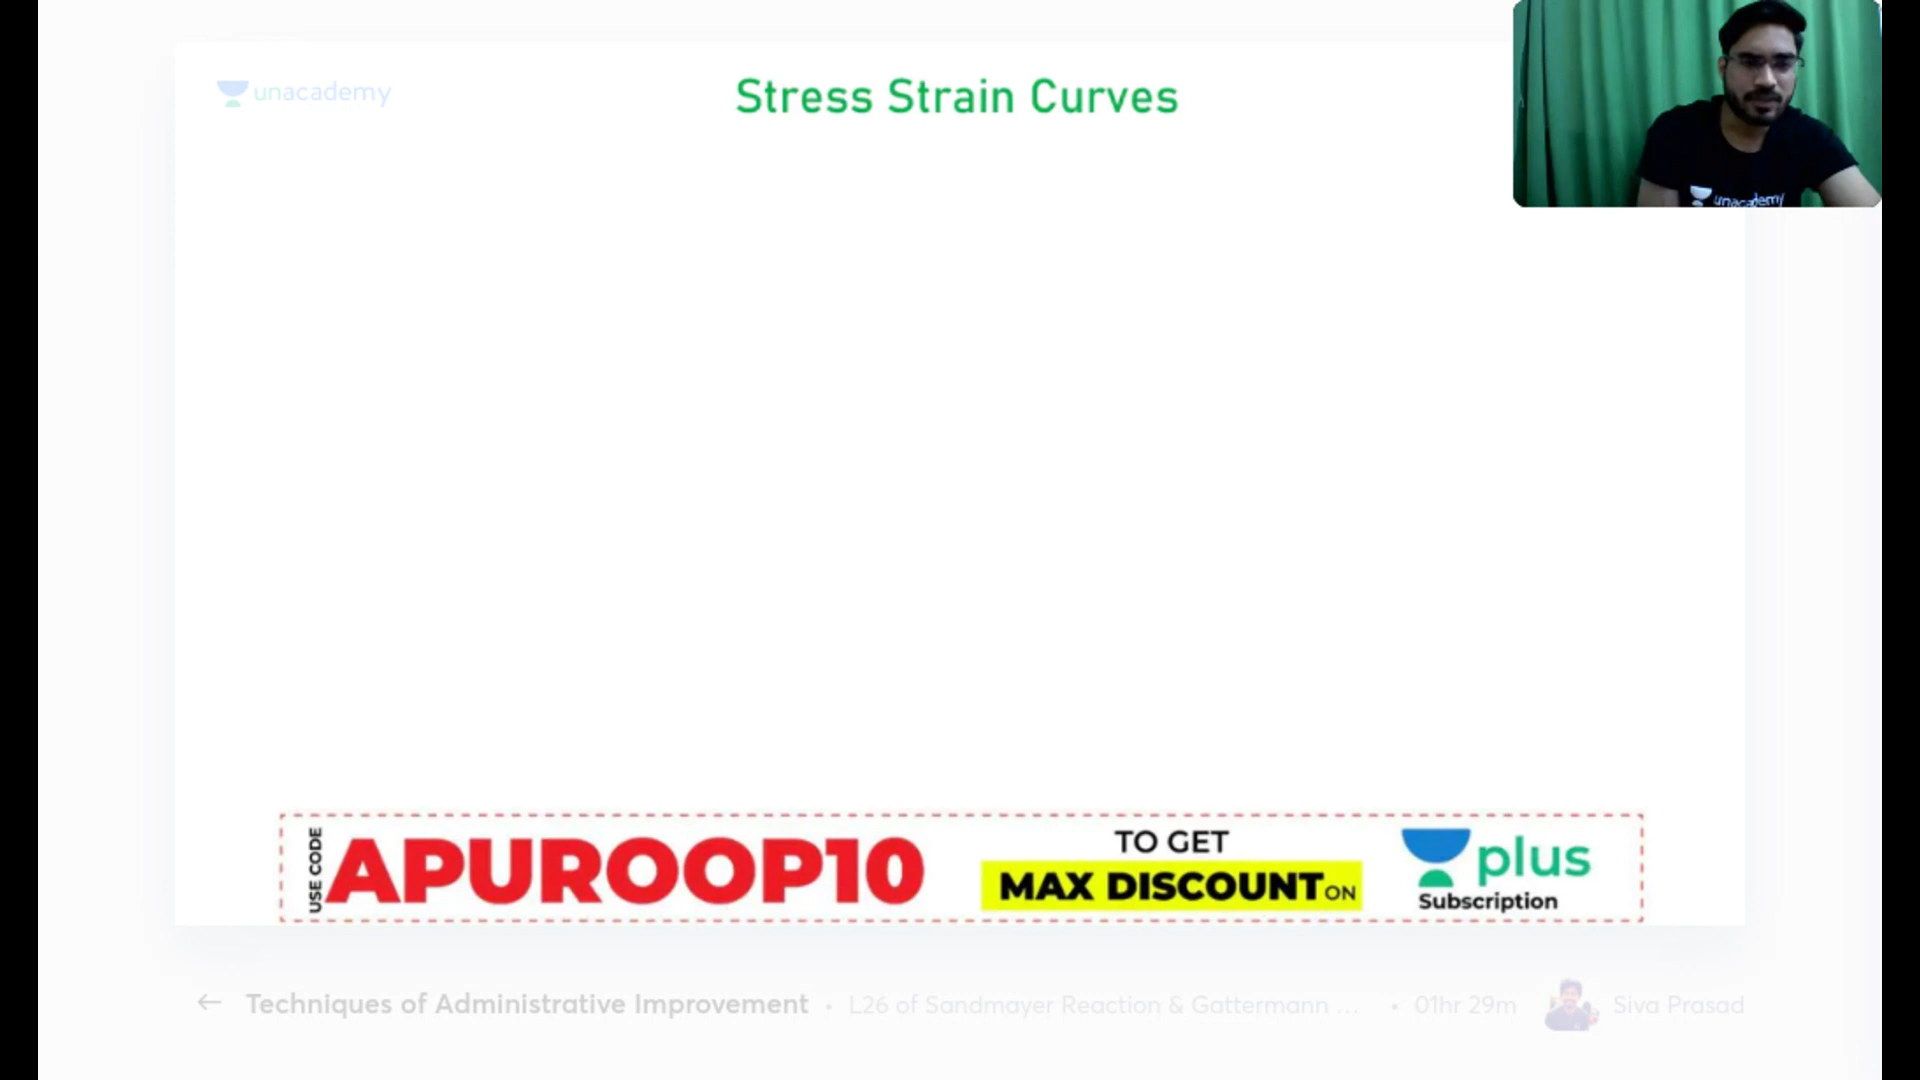 unacademy
Stress Strain Curves
unacademy
USE CODE
APUROOP10
TO GET
MAX DISCOUNT ON
plus
Subscription
Techniques of Administrative Improvement • L26 of Sandmayer Reaction & Gattermann ... • 01hr 29m Siva Prasad